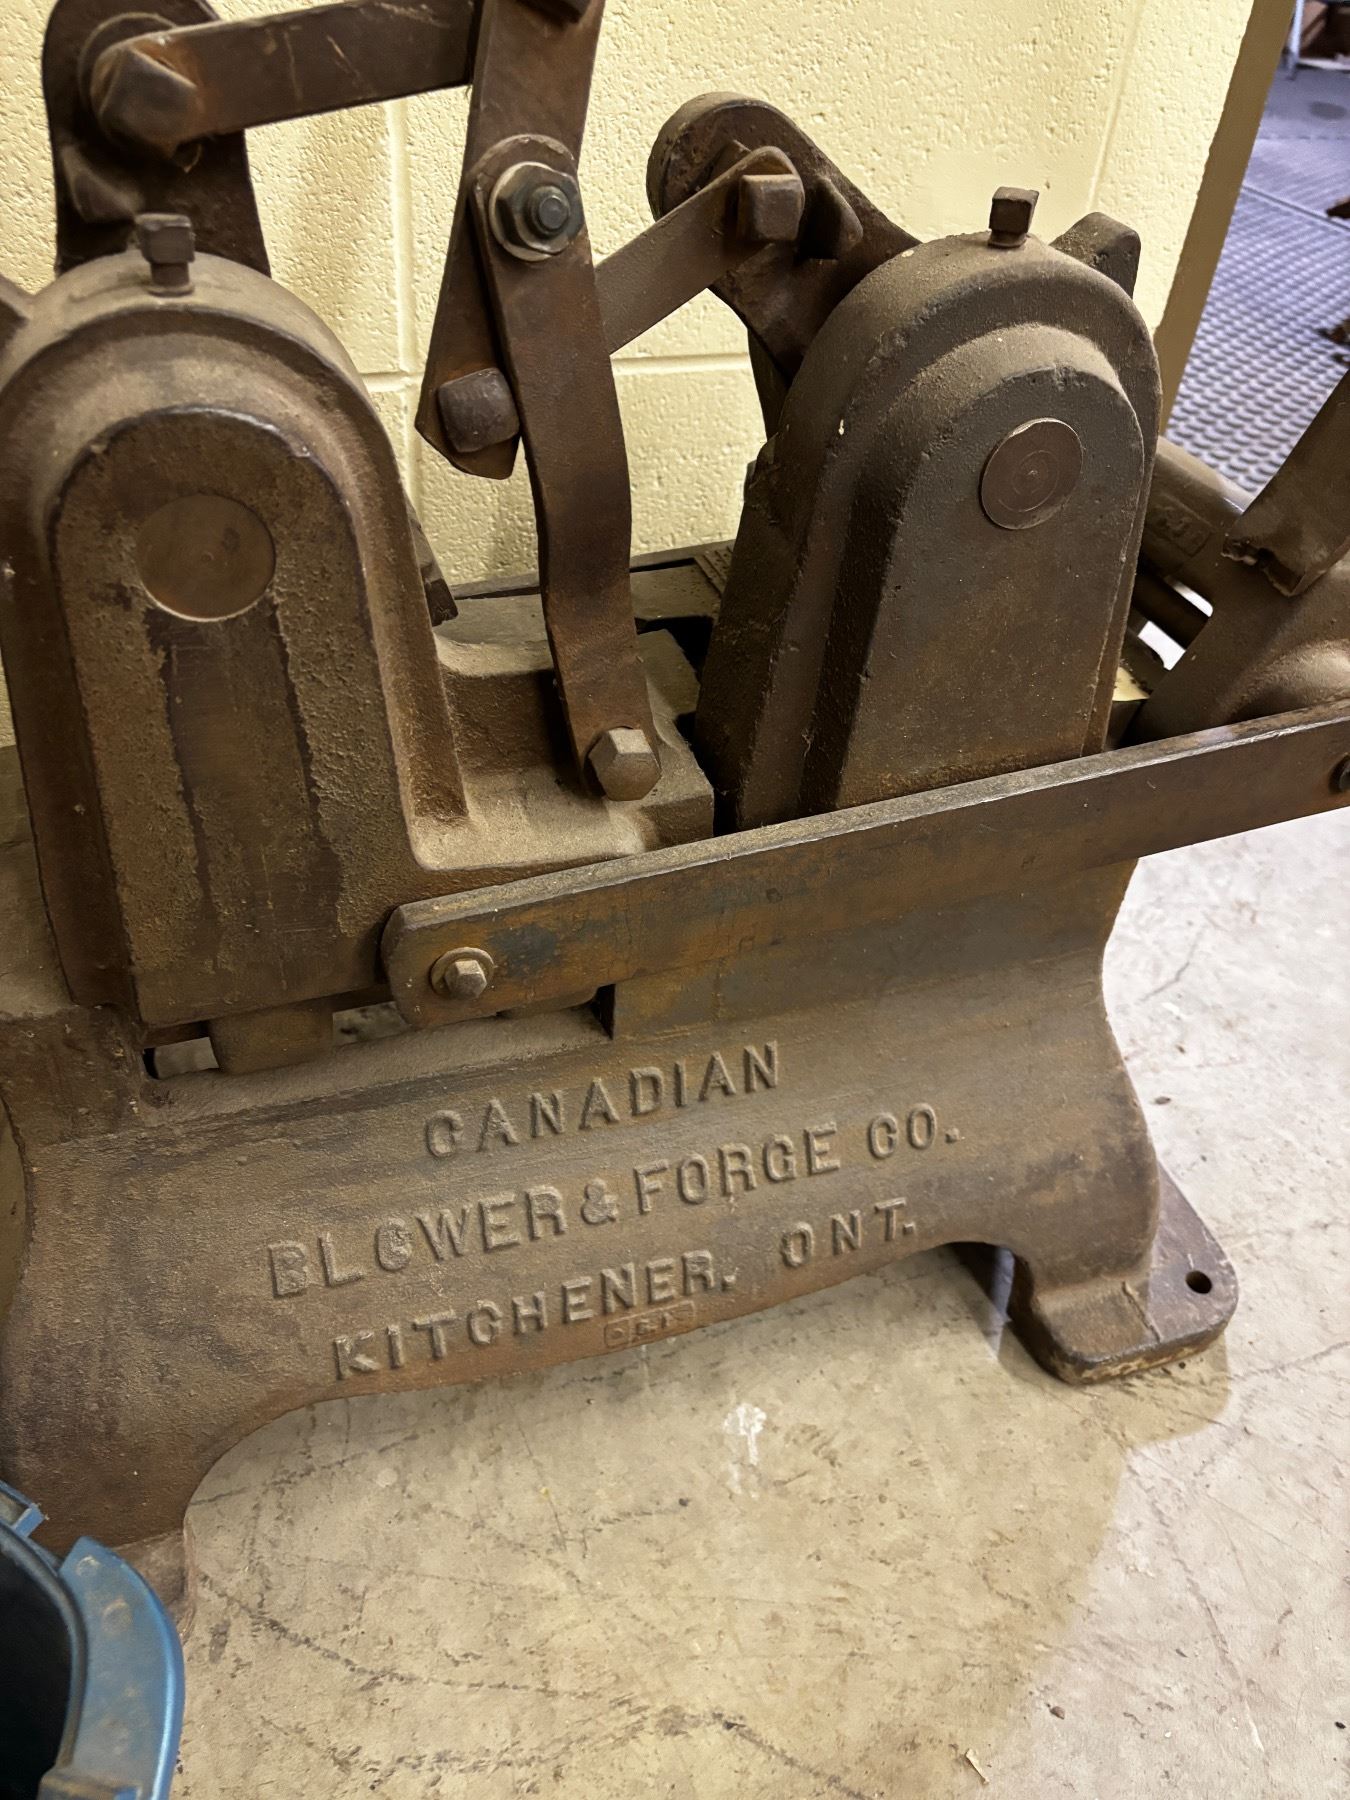 CANADIAN
BLOWER & FORGE CO.
KITCHENER, ONT.